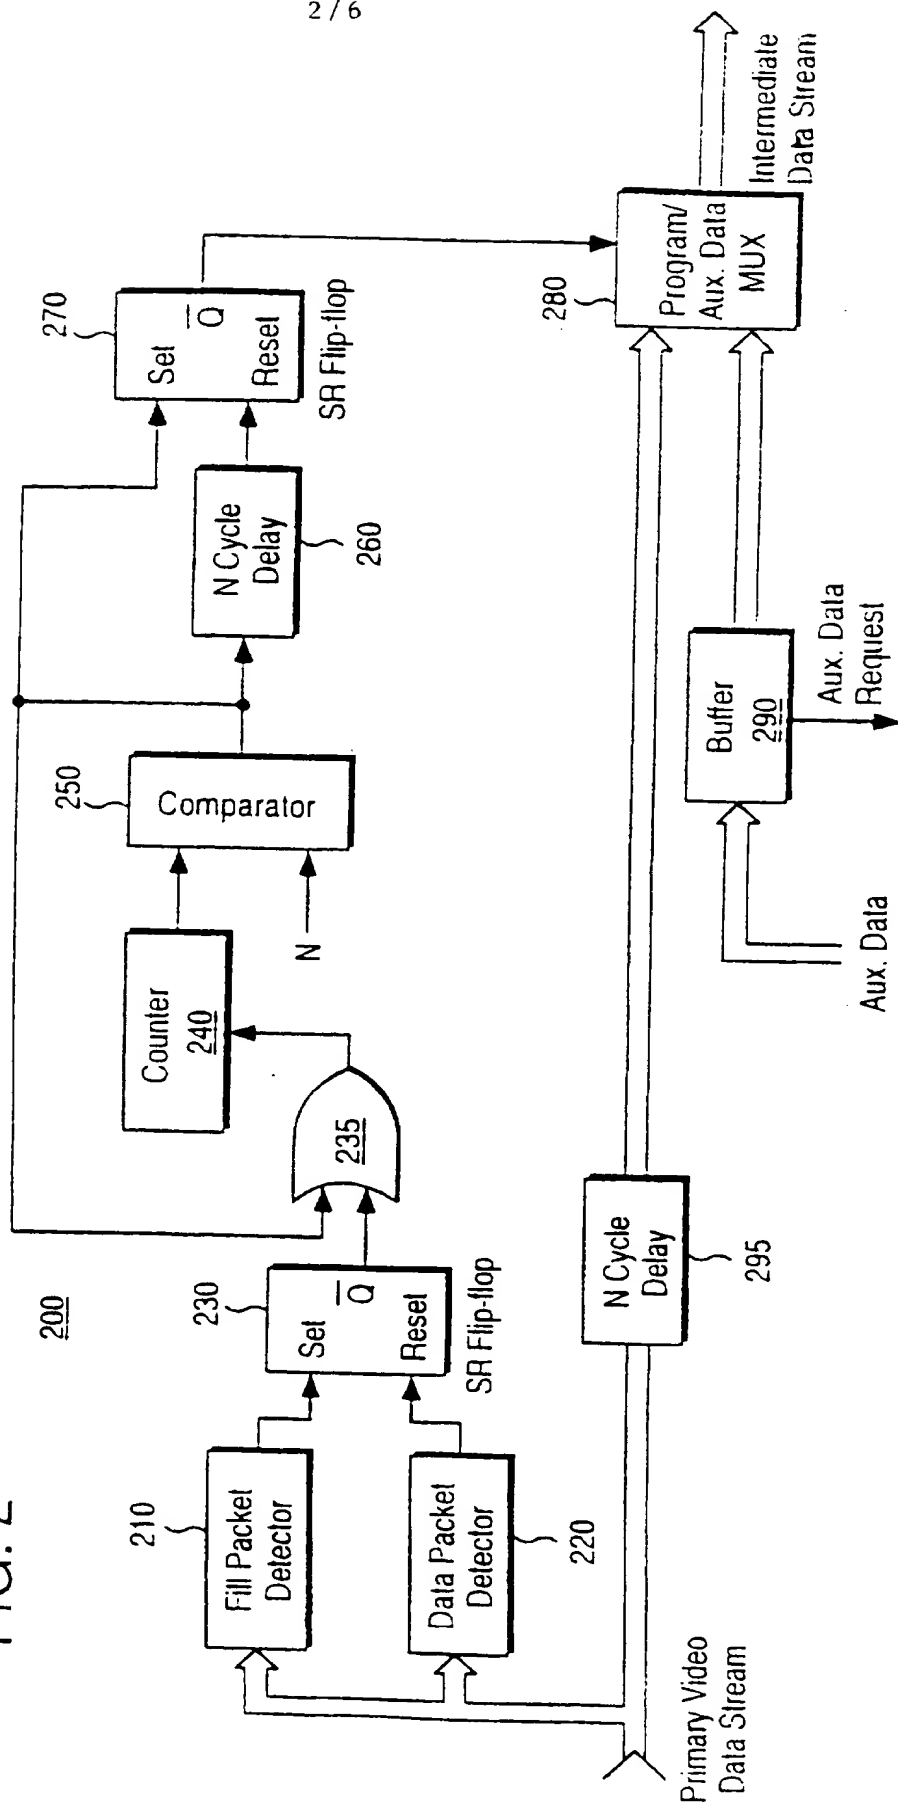 2 / 6
FIG. 2
200
210
Fill Packet
Detector
Data Packet
Detector
220
Primary Video
Data Stream
230
Set
Q
Reset
SR Flip-flop
235
Counter
240
N
250
Comparator
N Cycle
Delay
260
270
Set
Q
Reset
SR Flip-flop
N Cycle
Delay
295
Aux. Data
Buffer
290
Aux. Data
Request
280
Program/
Aux. Data
MUX
Intermediate
Data Stream